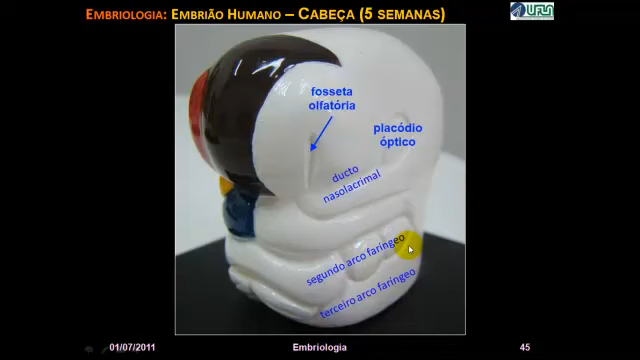 EMBRIOLOGIA: EMBRIÃO HUMANO – CABEÇA (5 SEMANAS)
UFLA
fosseta
olfatória
placódio
óptico
ducto
nasolacrimal
segundo arco faríngeo
terceiro arco faríngeo
01/07/2011
Embriologia
45